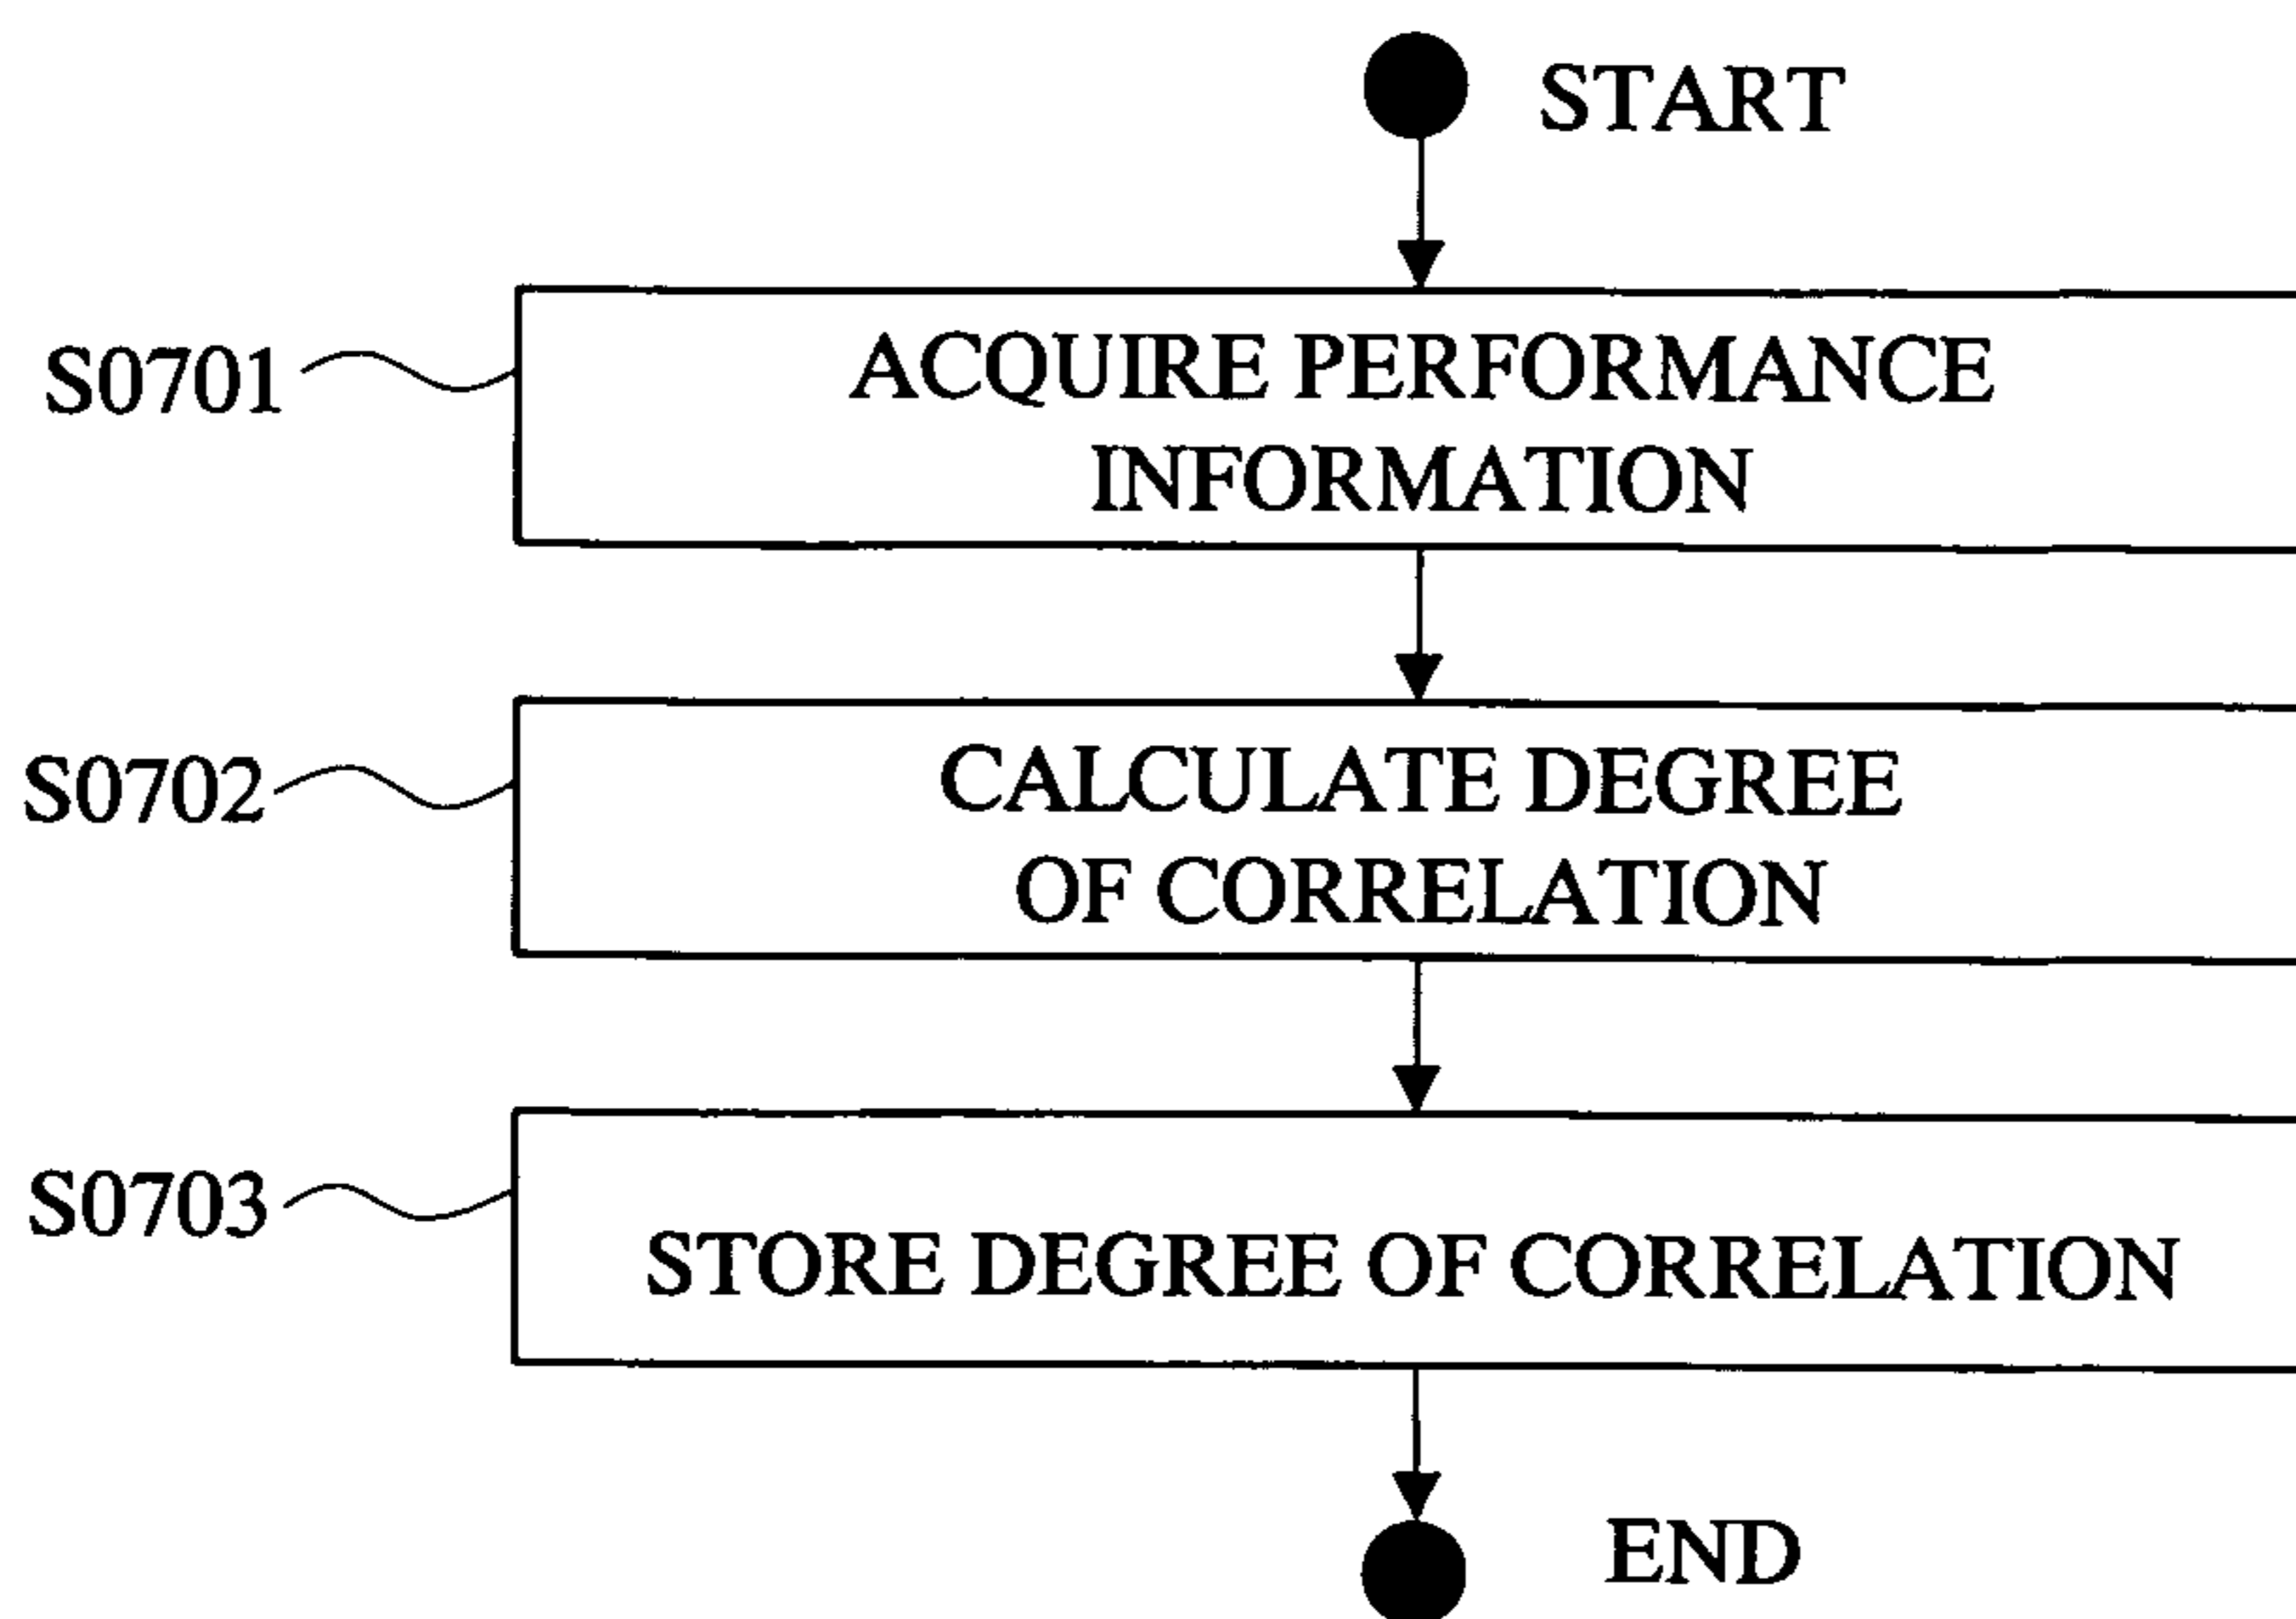 START
S0701
ACQUIRE PERFORMANCE
INFORMATION
S0702
CALCULATE DEGREE
OF CORRELATION
S0703
STORE DEGREE OF CORRELATION
END